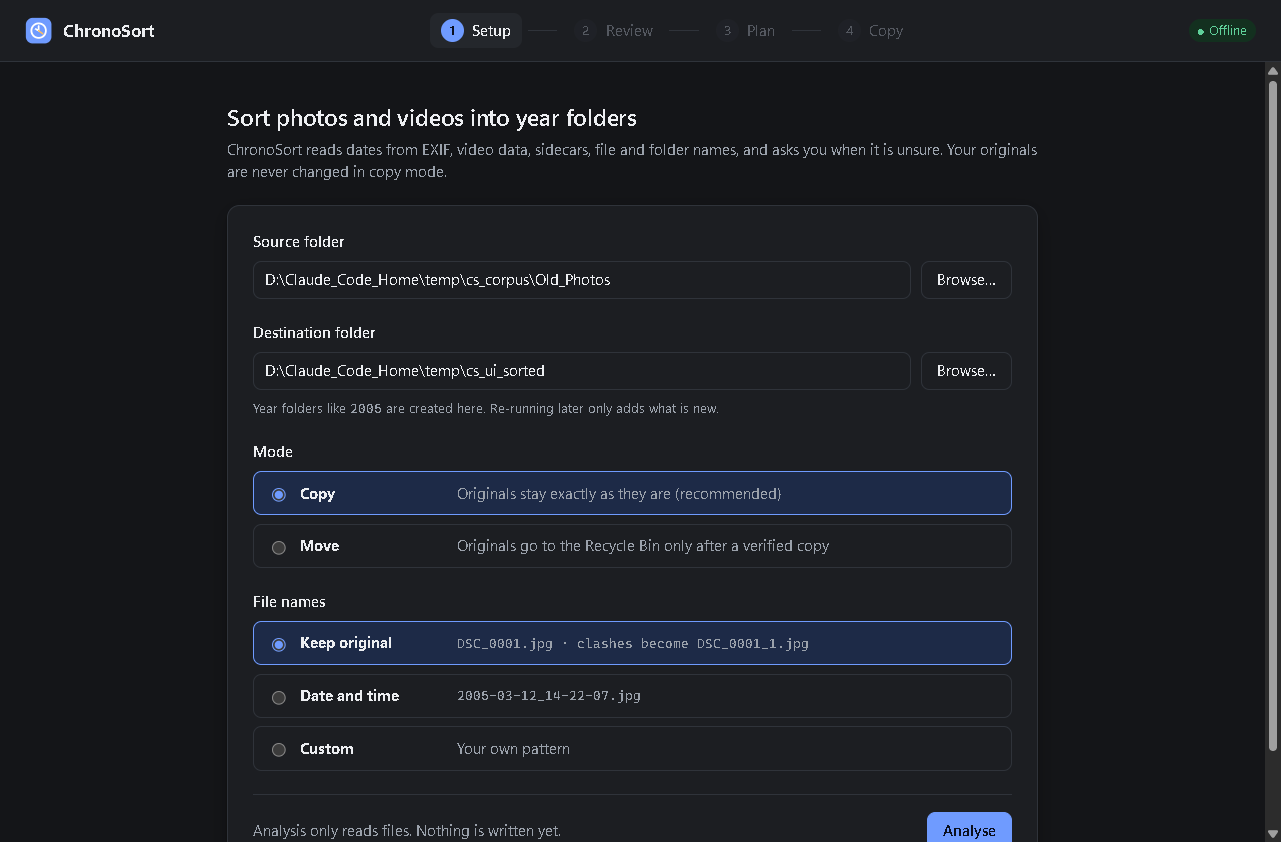 ChronoSort
1 Setup
2 Review
3 Plan
4 Copy
Offline
Sort photos and videos into year folders
ChronoSort reads dates from EXIF, video data, sidecars, file and folder names, and asks you when it is unsure. Your originals
are never changed in copy mode.
Source folder
D:\Claude_Code_Home\temp\cs_corpus\Old_Photos
Browse...
Destination folder
D:\Claude_Code_Home\temp\cs_ui_sorted
Browse...
Year folders like 2005 are created here. Re-running later only adds what is new.
Mode
Copy Originals stay exactly as they are (recommended)
Move Originals go to the Recycle Bin only after a verified copy
File names
Keep original DSC_0001.jpg · clashes become DSC_0001_1.jpg
Date and time 2005-03-12_14-22-07.jpg
Custom Your own pattern
Analysis only reads files. Nothing is written yet.
Analyse